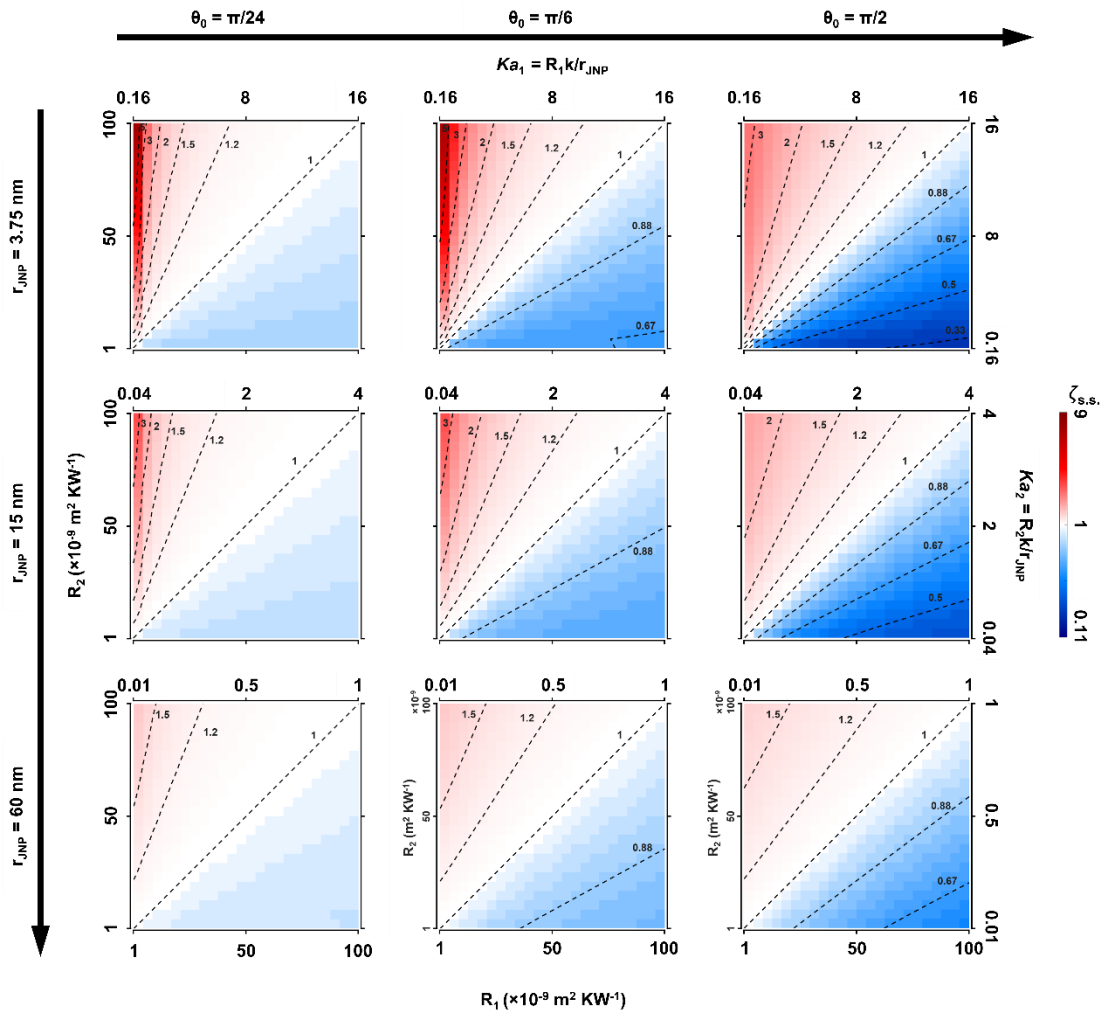 θ₀ = π/24 θ₀ = π/6 θ₀ = π/2
Ka₁ = R₁k/r_JNP
0.16 8 16 0.16 8 16 0.16 8 16
r_JNP = 3.75 nm
100 50 1
3 2 1.5 1.2 1
3 2 1.5 1.2 1 0.88 0.67
3 2 1.5 1.2 1 0.88 0.67 0.5 0.33
16 8 0.16
0.04 2 4 0.04 2 4 0.04 2 4
r_JNP = 15 nm
R₂ (×10⁻⁹ m² KW⁻¹)
100 50 1
3 2 1.5 1.2 1
3 2 1.5 1.2 1 0.88
2 1.5 1.2 1 0.88 0.67 0.5
4 2 0.04
Ka₂ = R₂k/r_JNP
ζ_s.s.
9 1 0.11
0.01 0.5 1 0.01 0.5 1 0.01 0.5 1
r_JNP = 60 nm
100 50 1
1.5 1.2 1
×10⁻⁹
R₂ (m² KW⁻¹)
100 50 1
1.5 1.2 1 0.88
×10⁻⁹
R₂ (m² KW⁻¹)
100 50 1
1.5 1.2 1 0.88 0.67
1 0.5 0.01
1 50 100 1 50 100 1 50 100
R₁ (×10⁻⁹ m² KW⁻¹)